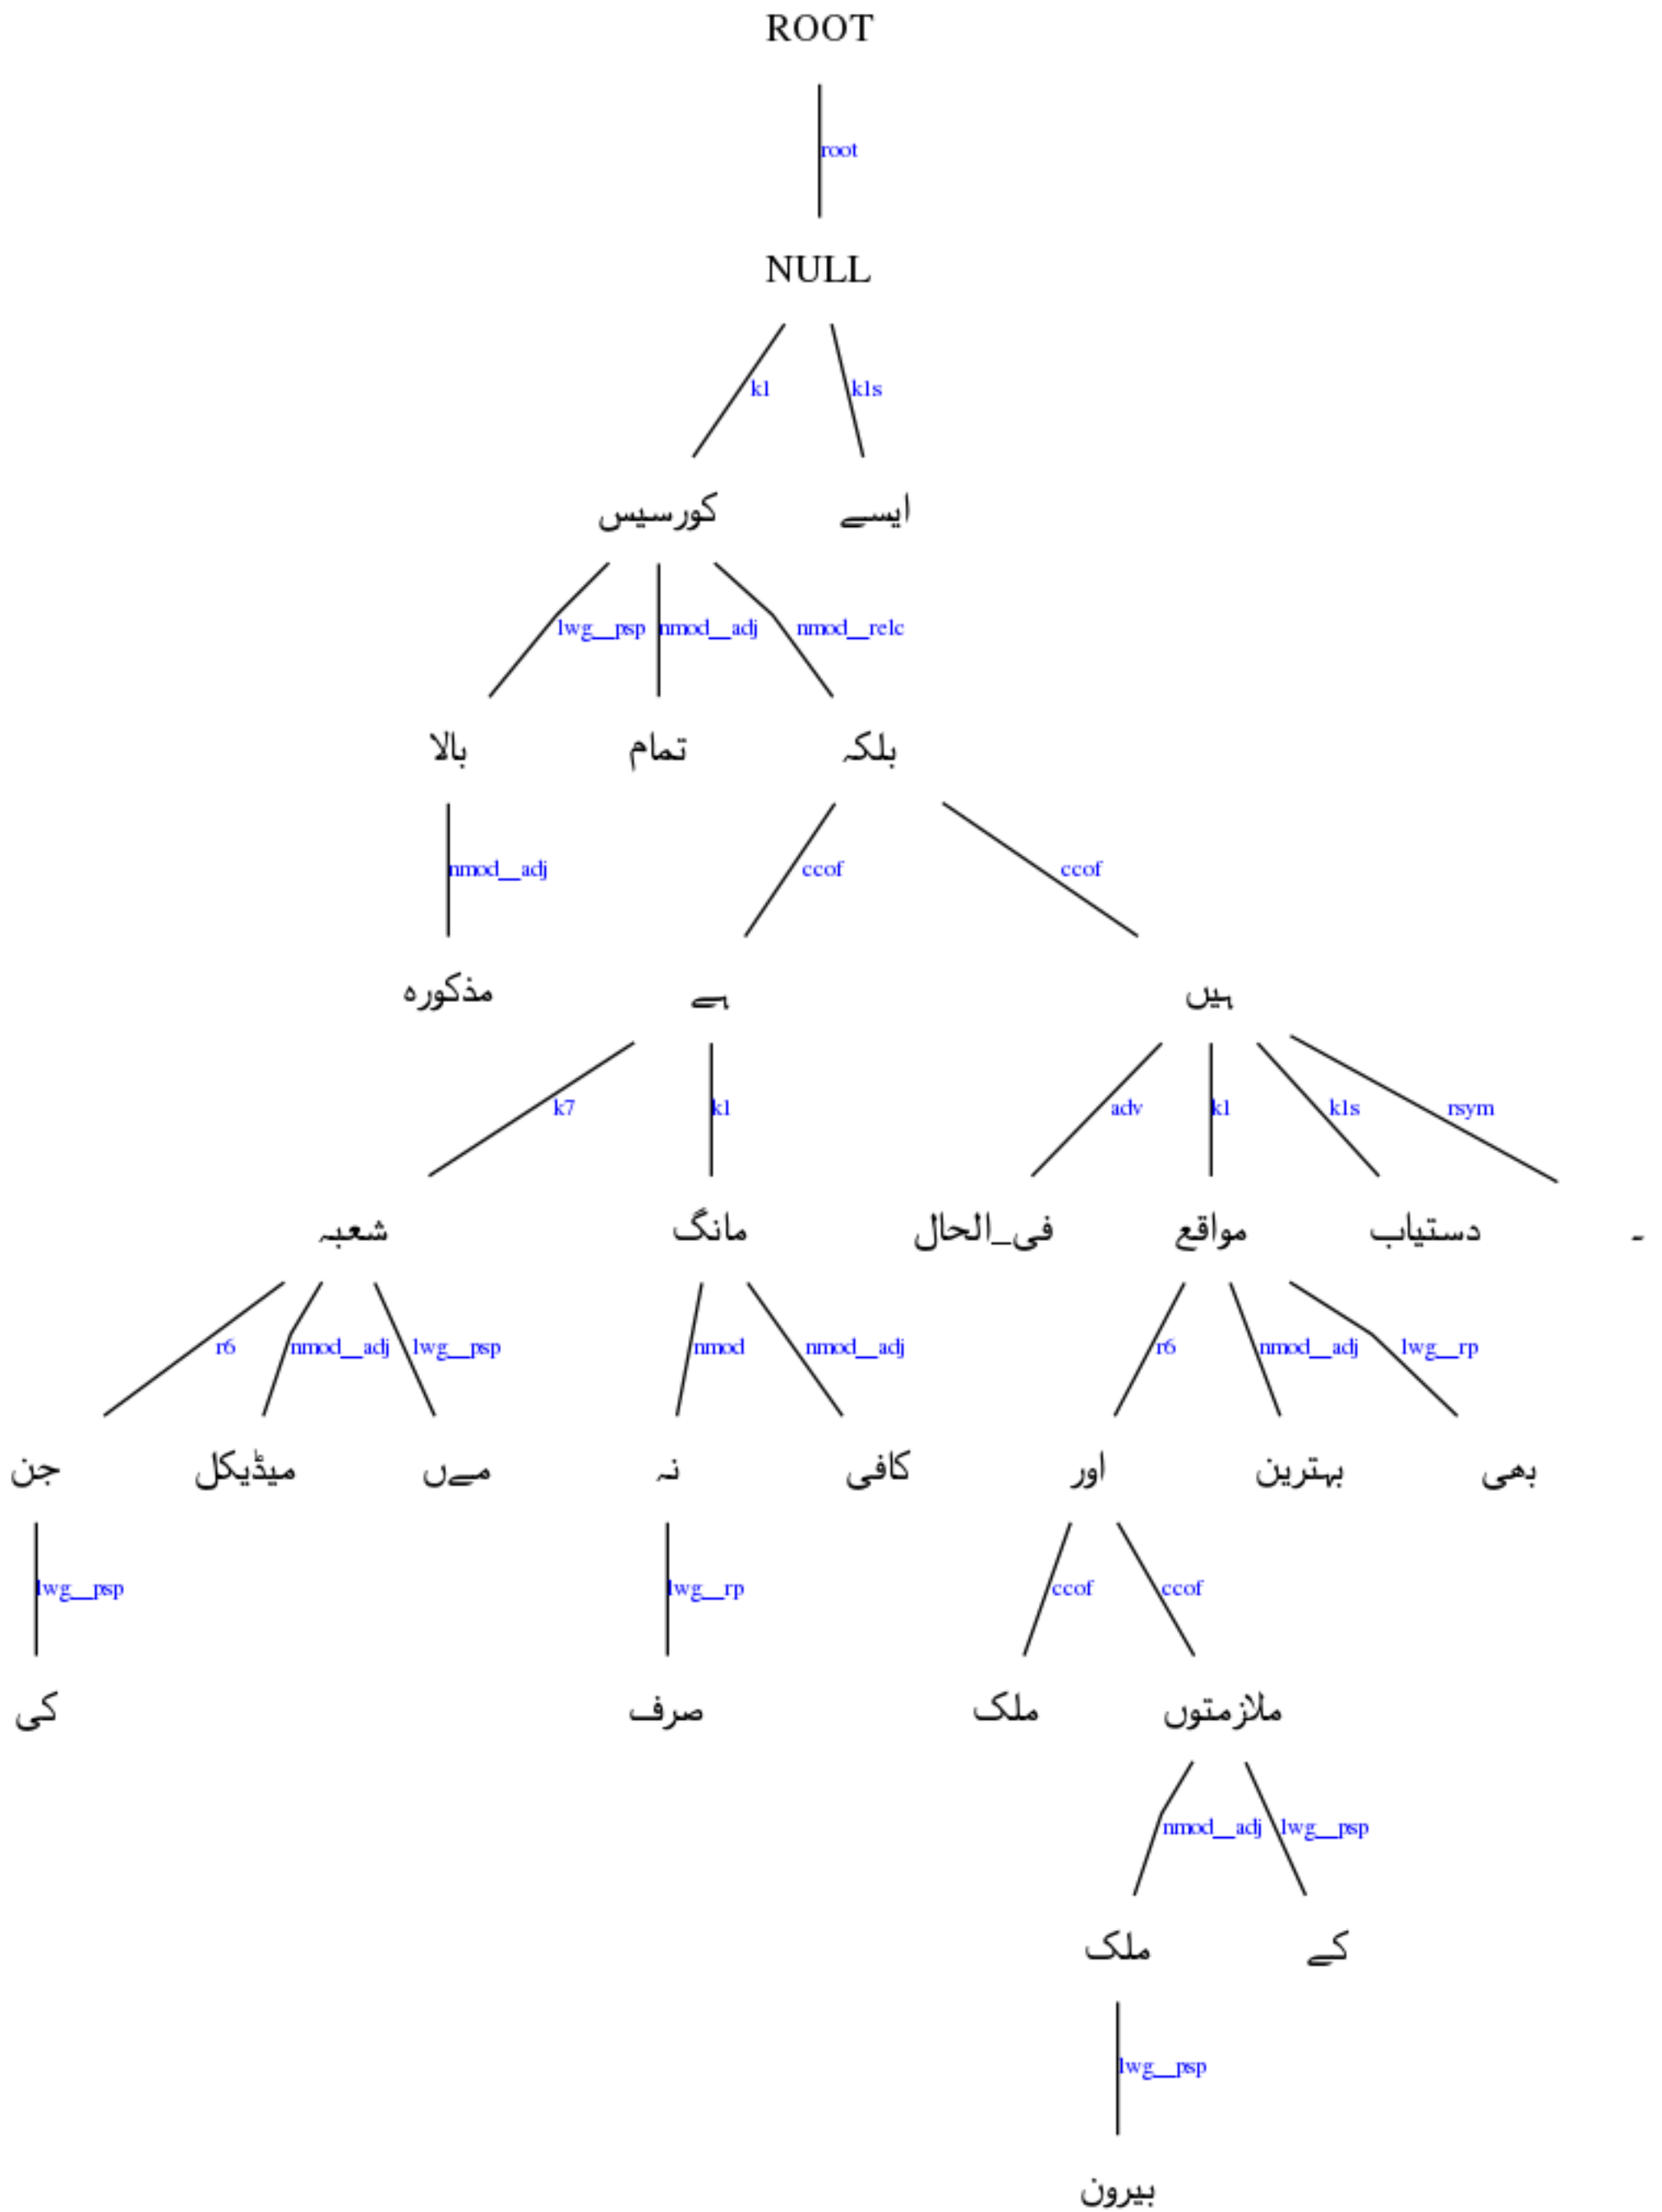 ROOT
root
NULL
k1 k1s
کورسیس ایسے
lwg__psp nmod__adj nmod__relc
بالا تمام بلکہ
nmod__adj ccof ccof
مذکورہ ہے ہیں
k7 k1 adv k1 k1s rsym
شعبہ مانگ فی_الحال مواقع دستیاب ۔
r6 nmod__adj lwg__psp nmod nmod__adj r6 nmod__adj lwg__rp
جن میڈیکل مےں نہ کافی اور بہترین بھی
lwg__psp lwg__rp ccof ccof
کی صرف ملک ملازمتوں
nmod__adj lwg__psp
ملک کے
lwg__psp
بیرون